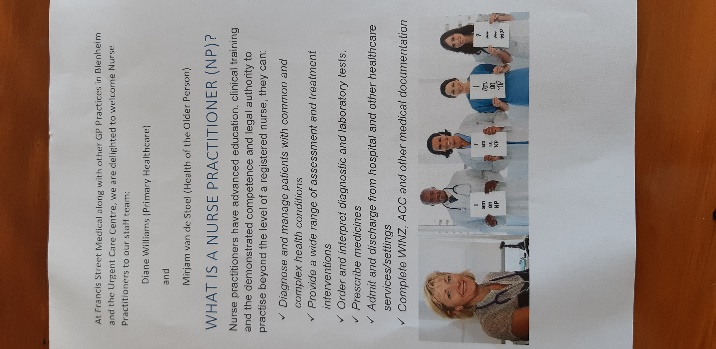 At Francis Street Medical along with other GP Practices in Blenheim
and the Urgent Care Centre, we are delighted to welcome Nurse
Practitioners to our staff team:
Diane Williams (Primary Healthcare)
and
Mirjam van de Stoel (Health of the Older Person)
WHAT IS A NURSE PRACTITIONER (NP)?
Nurse practitioners have advanced education, clinical training
and the demonstrated competence and legal authority to
practise beyond the level of a registered nurse, they can:
✓ Diagnose and manage patients with common and
complex health conditions
✓ Provide a wide range of assessment and treatment
interventions
✓ Order and interpret diagnostic and laboratory tests.
✓ Prescribe medicines
✓ Admit and discharge from hospital and other healthcare
services/settings
✓ Complete WINZ, ACC and other medical documentation